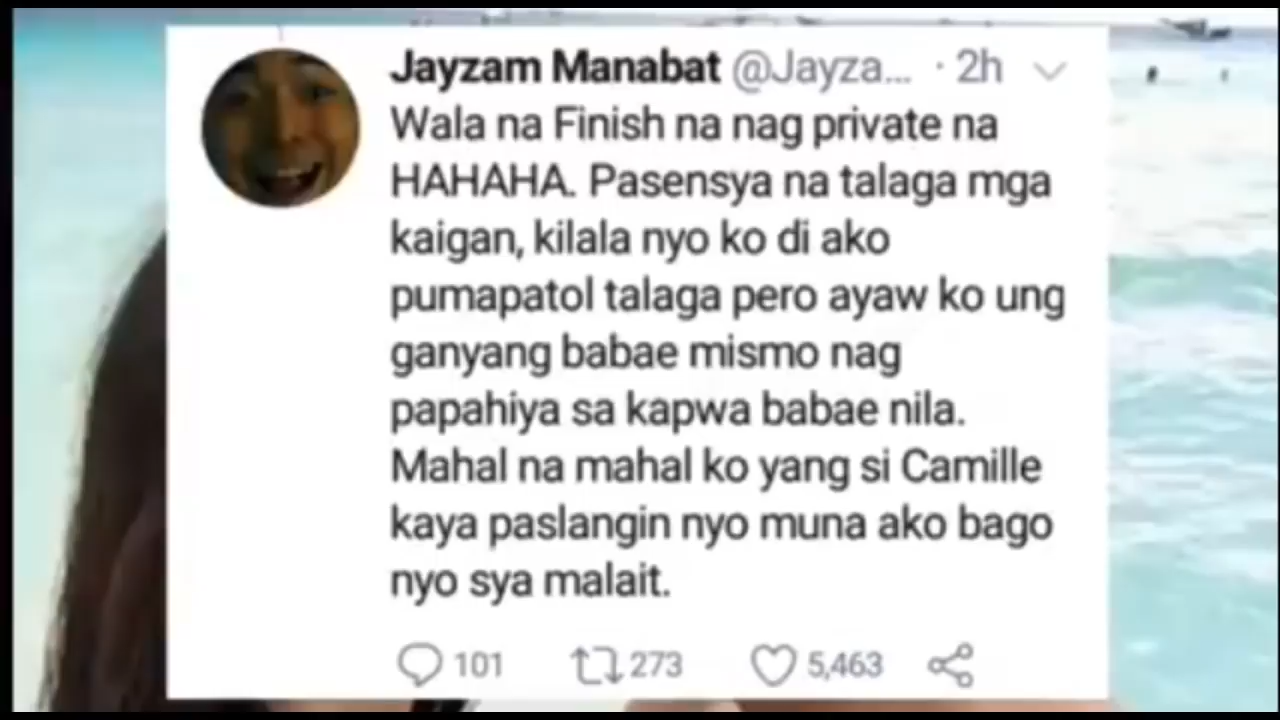 Jayzam Manabat @Jayza... · 2h
Wala na Finish na nag private na
HAHAHA. Pasensya na talaga mga
kaigan, kilala nyo ko di ako
pumapatol talaga pero ayaw ko ung
ganyang babae mismo nag
papahiya sa kapwa babae nila.
Mahal na mahal ko yang si Camille
kaya paslangin nyo muna ako bago
nyo sya malait.
101 273 5,463